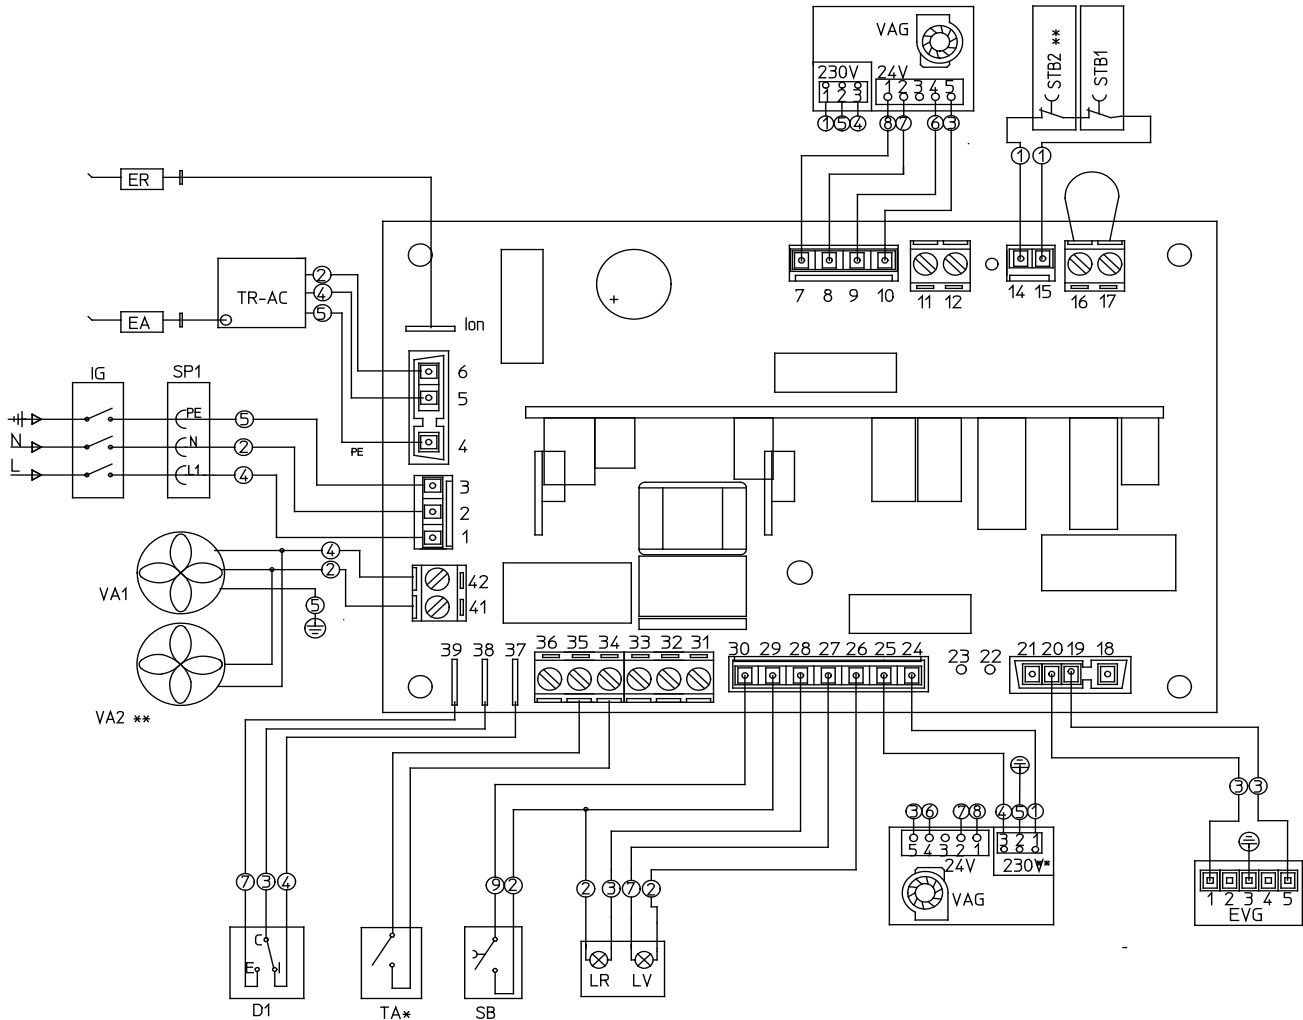 VAG
230V 24V
1 2 3 1 2 3 4 5
1 5 4 8 7 6 3
STB2 **
STB1
1 1
ER
TR-AC
2
4
5
EA
Ion
+
7 8 9 10 11 12 14 15 16 17
6
5
4
PE
IG SP1
PE 5
N N 2
L L1 4
3
2
1
VA1
4
2
5
42
41
VA2 **
39 38 37 36 35 34 33 32 31 30 29 28 27 26 25 24 23 22 21 20 19 18
3 6 7 8 4 5 1
5 4 3 2 1 3 2 1
24V 230V**
VAG
3 3
1 2 3 4 5
EVG
7 3 4 9 2 2 3 7 2
C
E I
D1 TA* SB LR LV